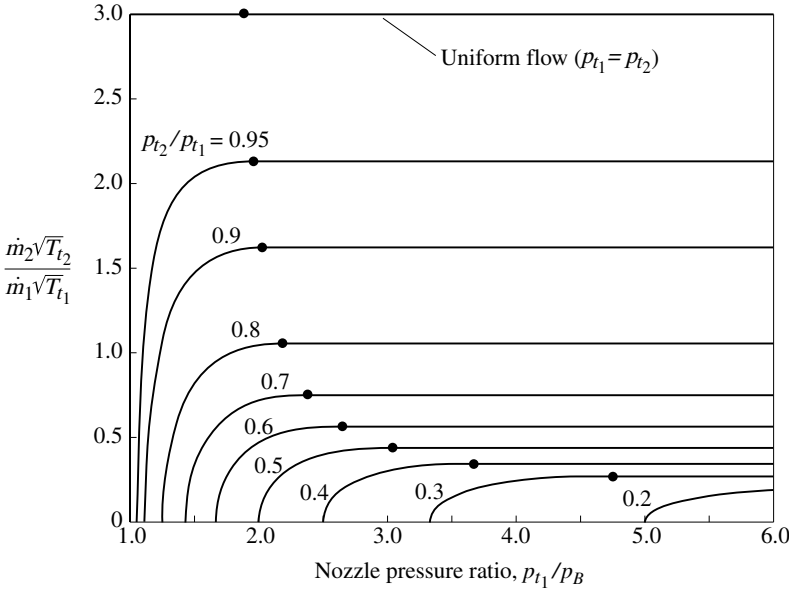 3.0
Uniform flow (p_{t_1} = p_{t_2})
2.5
p_{t_2}/p_{t_1} = 0.95
2.0
0.9
ṁ_2√T_{t_2}
ṁ_1√T_{t_1}
1.5
0.8
1.0
0.7
0.6
0.5
0.5
0.4
0.3
0.2
0
1.0 2.0 3.0 4.0 5.0 6.0
Nozzle pressure ratio, p_{t_1}/p_B